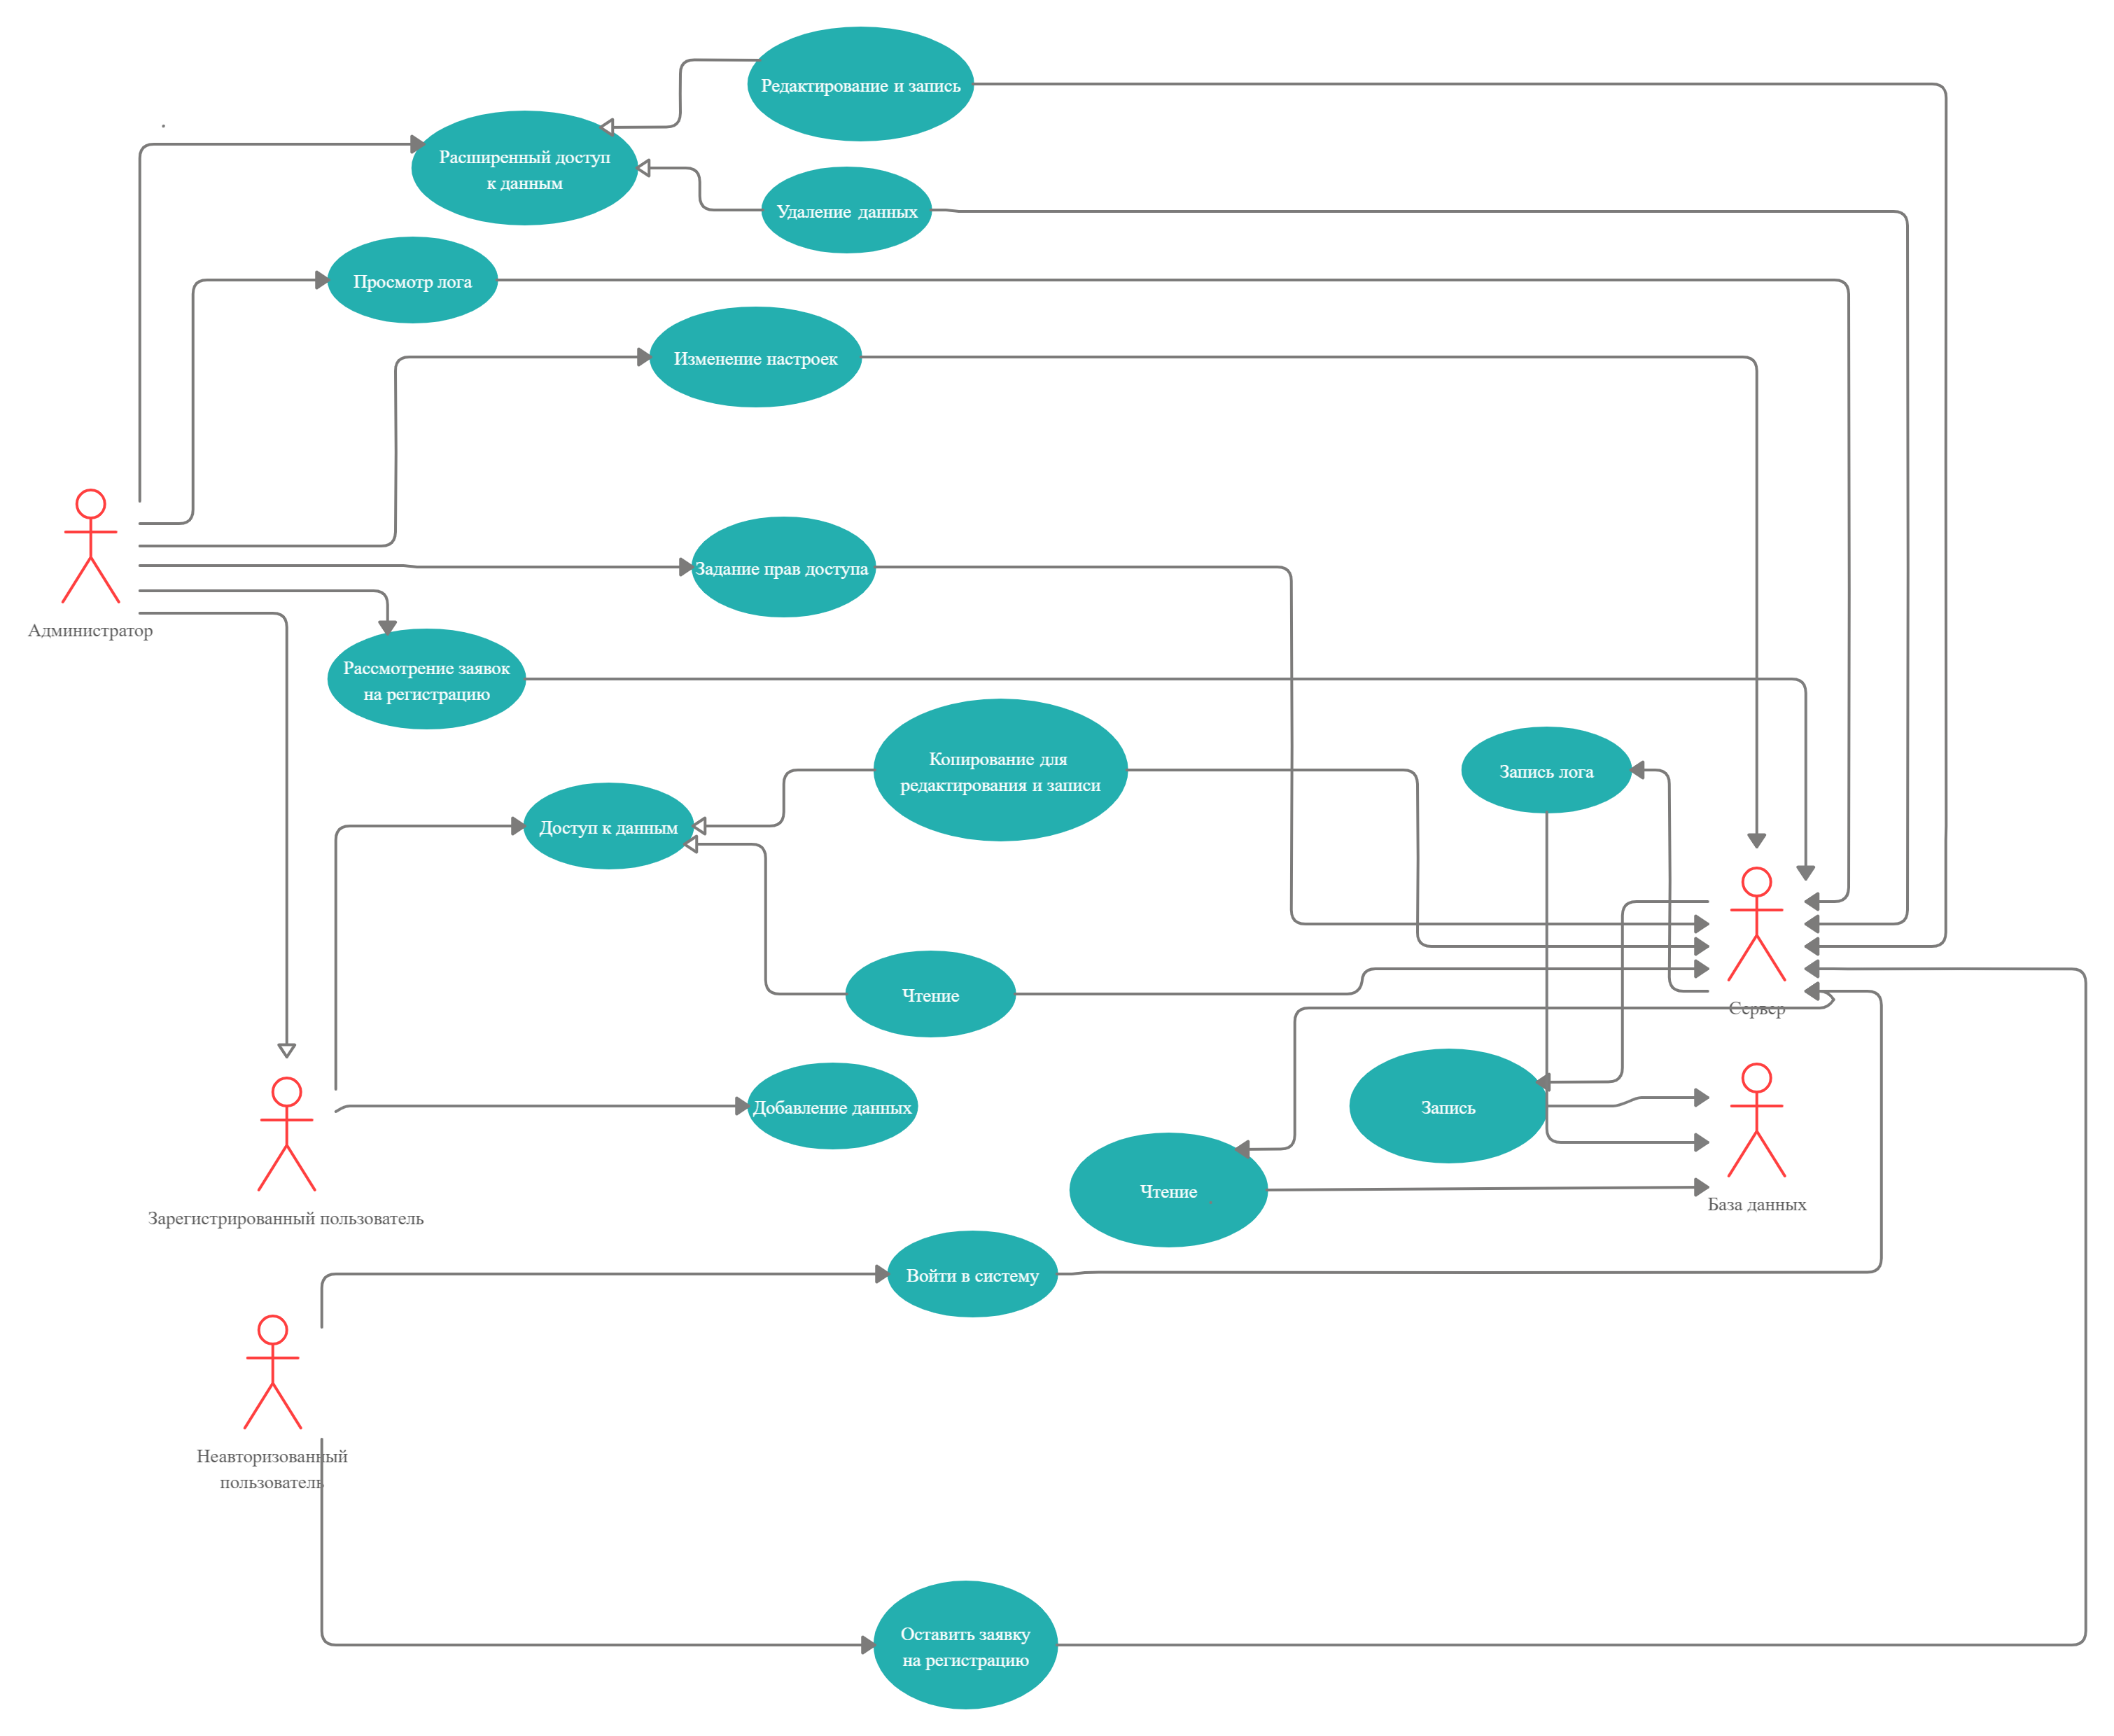 Редактирование и запись
Расширенный доступ
к данным
Удаление данных
Просмотр лога
Изменение настроек
Задание прав доступа
Администратор
Рассмотрение заявок
на регистрацию
Копирование для
редактирования и записи
Запись лога
Доступ к данным
Чтение
Сервер
Добавление данных
Запись
Чтение
База данных
Зарегистрированный пользователь
Войти в систему
Неавторизованный
пользователь
Оставить заявку
на регистрацию